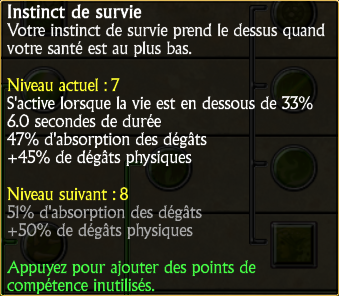 Instinct de survie
Votre instinct de survie prend le dessus quand
votre santé est au plus bas.
Niveau actuel : 7
S'active lorsque la vie est en dessous de 33%
6.0 secondes de durée
47% d'absorption des dégâts
+45% de dégâts physiques
Niveau suivant : 8
51% d'absorption des dégâts
+50% de dégâts physiques
Appuyez pour ajouter des points de
compétence inutilisés.